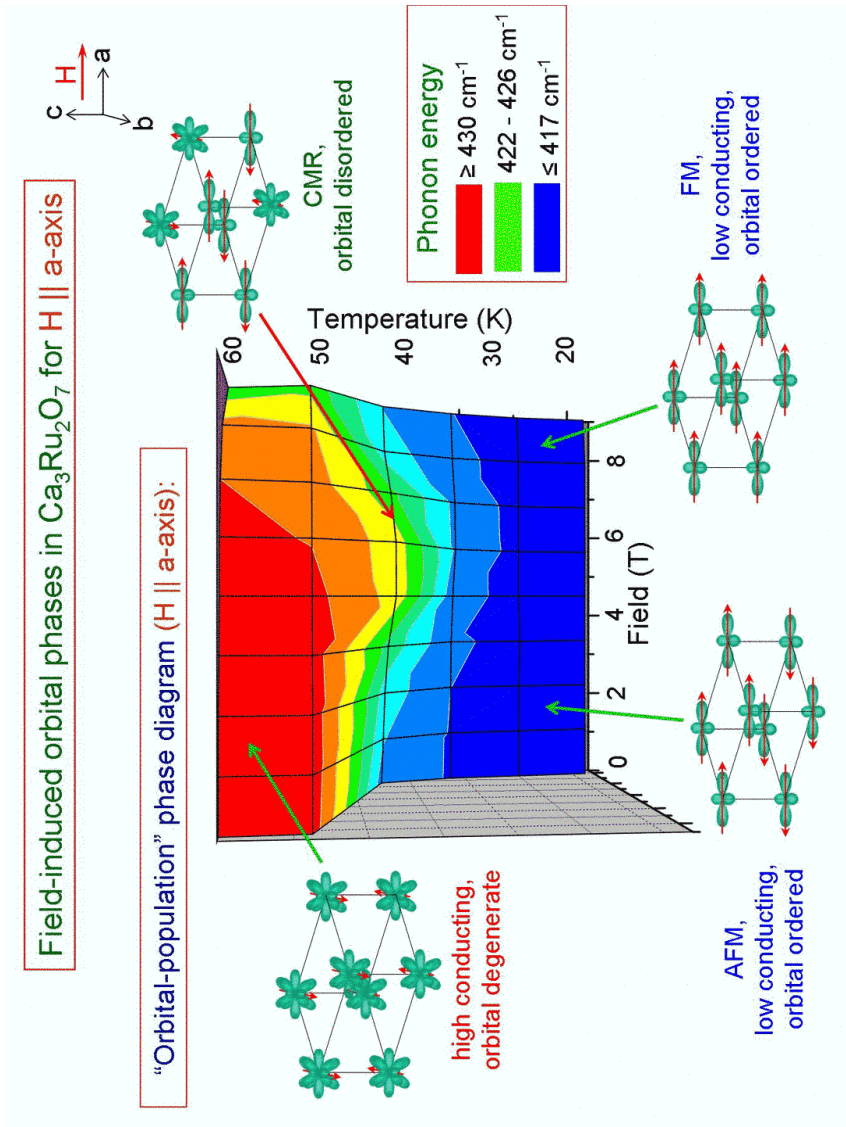 Field-induced orbital phases in Ca₃Ru₂O₇ for H || a-axis
H
c
a
b
"Orbital-population" phase diagram (H || a-axis):
CMR,
orbital disordered
Temperature (K)
60
50
40
30
20
Phonon energy
≥ 430 cm⁻¹
422 - 426 cm⁻¹
≤ 417 cm⁻¹
high conducting,
orbital degenerate
0
2
4
6
8
Field (T)
AFM,
low conducting,
orbital ordered
FM,
low conducting,
orbital ordered